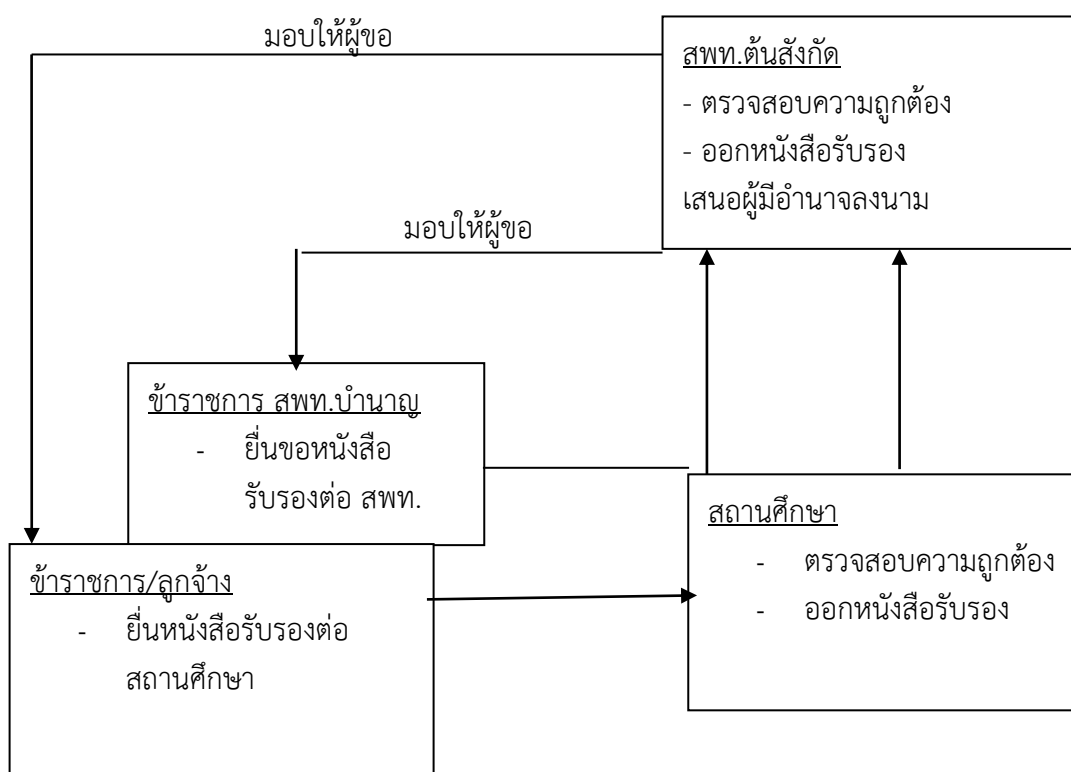 มอบให้ผู้ขอ
สพท.ต้นสังกัด
- ตรวจสอบความถูกต้อง
- ออกหนังสือรับรอง
เสนอผู้มีอำนาจลงนาม
มอบให้ผู้ขอ
ข้าราชการ สพท.บำนาญ
- ยื่นขอหนังสือ
รับรองต่อ สพท.
สถานศึกษา
- ตรวจสอบความถูกต้อง
- ออกหนังสือรับรอง
ข้าราชการ/ลูกจ้าง
- ยื่นหนังสือรับรองต่อ
สถานศึกษา